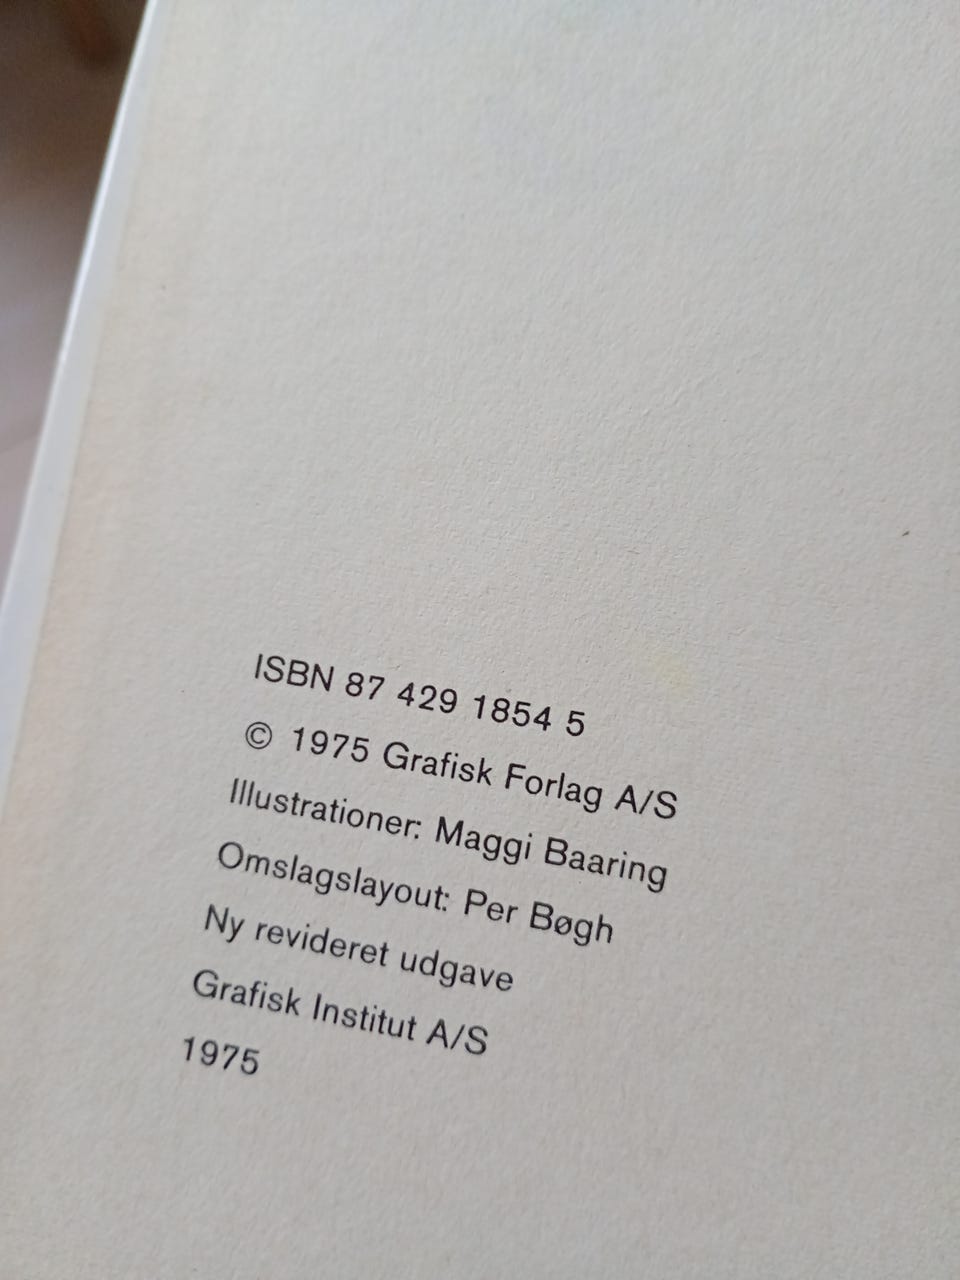 ISBN 87 429 1854 5
© 1975 Grafisk Forlag A/S
Illustrationer: Maggi Baaring
Omslagslayout: Per Bøgh
Ny revideret udgave
Grafisk Institut A/S
1975